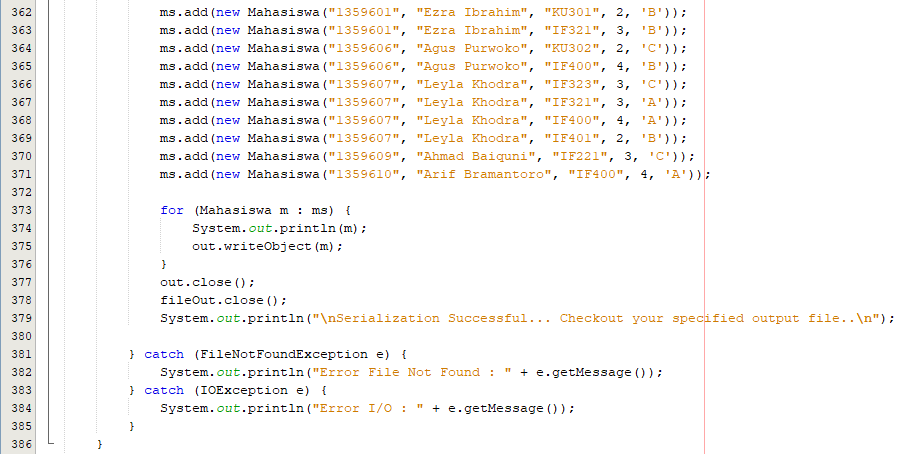 362 ms.add(new Mahasiswa("1359601", "Ezra Ibrahim", "KU301", 2, 'B'));
363 ms.add(new Mahasiswa("1359601", "Ezra Ibrahim", "IF321", 3, 'B'));
364 ms.add(new Mahasiswa("1359606", "Agus Purwoko", "KU302", 2, 'C'));
365 ms.add(new Mahasiswa("1359606", "Agus Purwoko", "IF400", 4, 'B'));
366 ms.add(new Mahasiswa("1359607", "Leyla Khodra", "IF323", 3, 'C'));
367 ms.add(new Mahasiswa("1359607", "Leyla Khodra", "IF321", 3, 'A'));
368 ms.add(new Mahasiswa("1359607", "Leyla Khodra", "IF400", 4, 'A'));
369 ms.add(new Mahasiswa("1359607", "Leyla Khodra", "IF401", 2, 'B'));
370 ms.add(new Mahasiswa("1359609", "Ahmad Baiquni", "IF221", 3, 'C'));
371 ms.add(new Mahasiswa("1359610", "Arif Bramantoro", "IF400", 4, 'A'));
372
373 for (Mahasiswa m : ms) {
374 System.out.println(m);
375 out.writeObject(m);
376 }
377 out.close();
378 fileOut.close();
379 System.out.println("\nSerialization Successful... Checkout your specified output file..\n");
380
381 } catch (FileNotFoundException e) {
382 System.out.println("Error File Not Found : " + e.getMessage());
383 } catch (IOException e) {
384 System.out.println("Error I/O : " + e.getMessage());
385 }
386 }